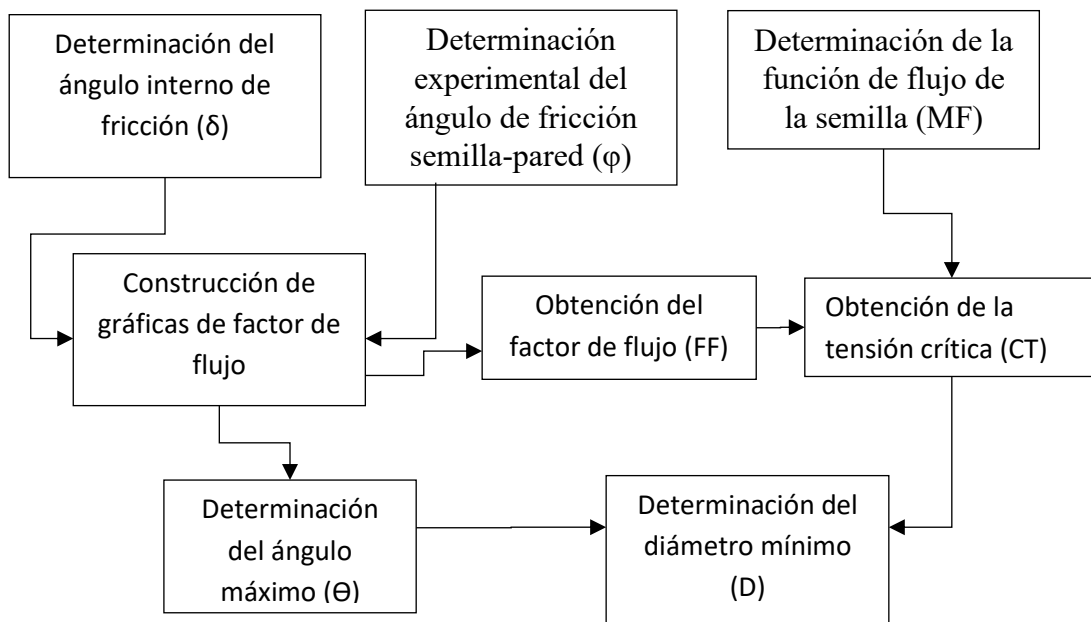 Determinación del
ángulo interno de
fricción (δ)
Determinación
experimental del
ángulo de fricción
semilla-pared (φ)
Determinación de la
función de flujo de
la semilla (MF)
Construcción de
gráficas de factor de
flujo
Obtención del
factor de flujo (FF)
Obtención de la
tensión crítica (CT)
Determinación
del ángulo
máximo (Ɵ)
Determinación del
diámetro mínimo
(D)